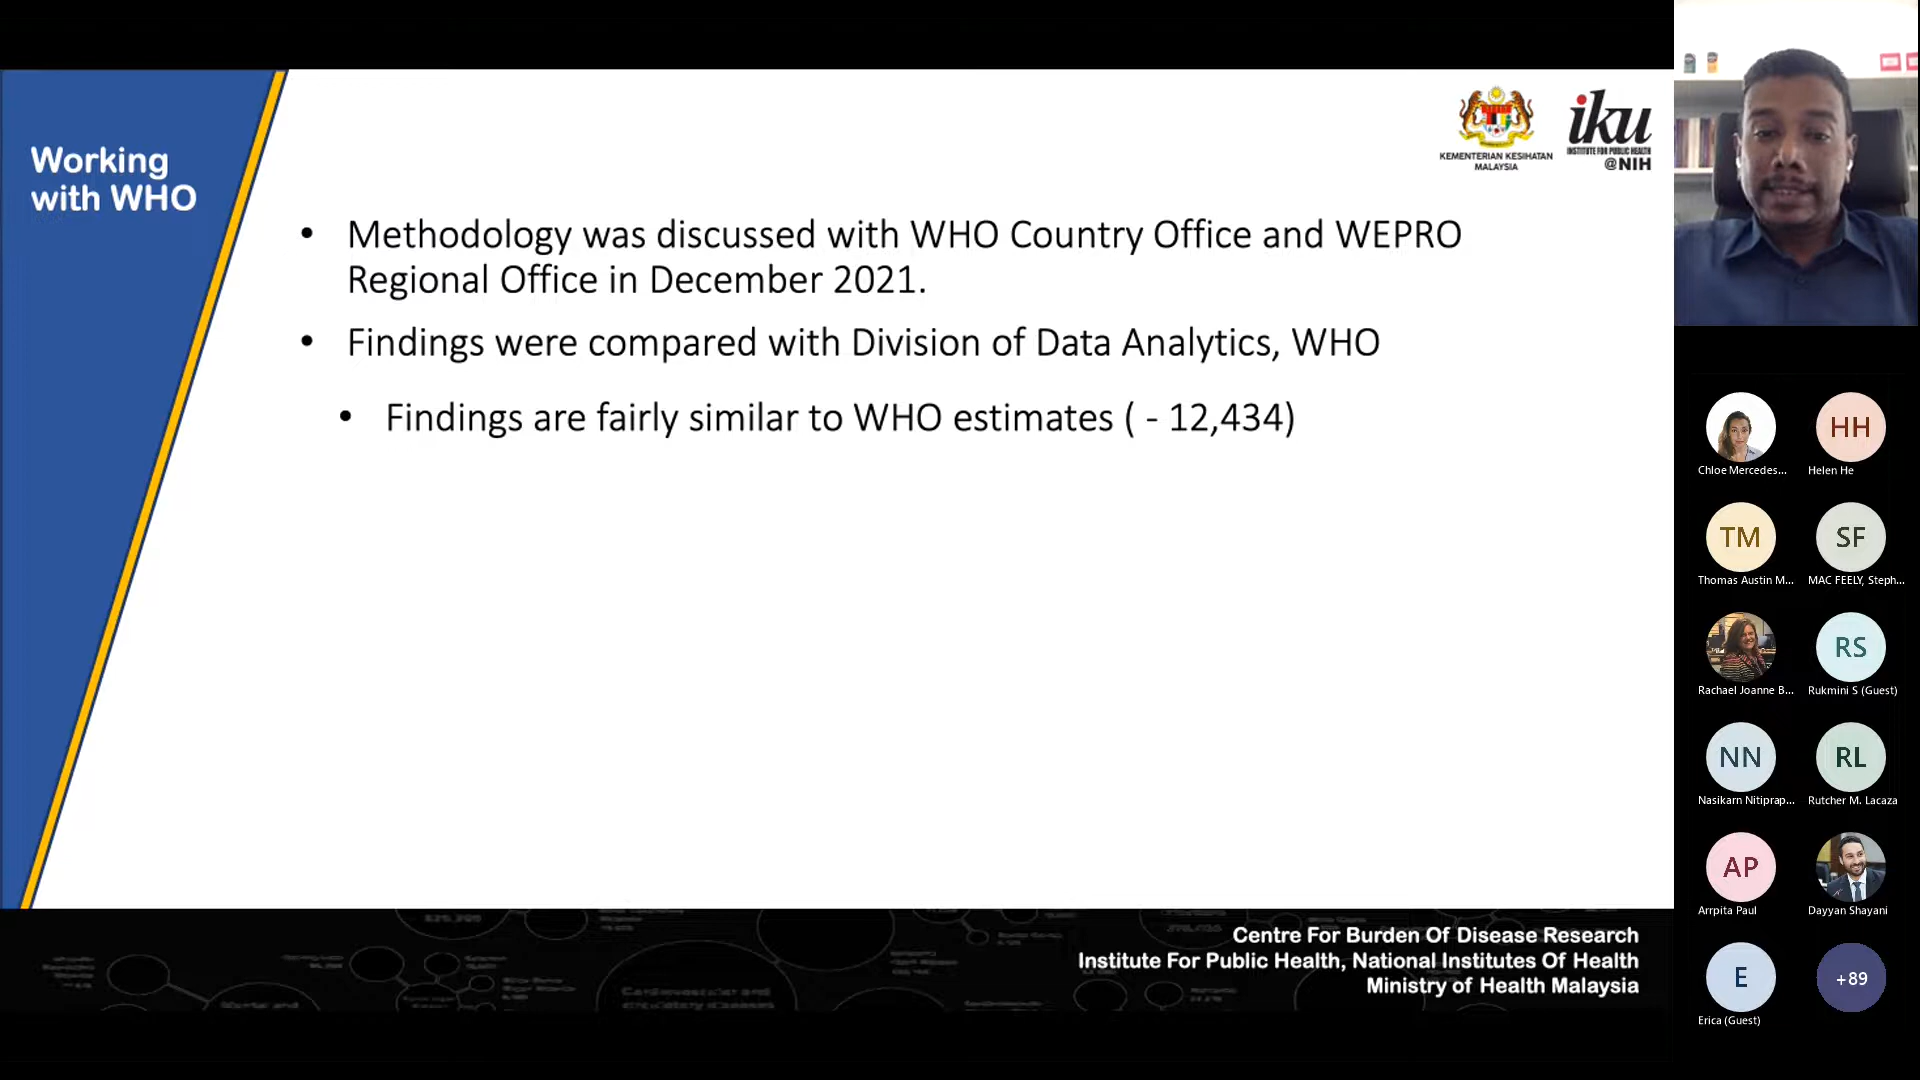 Working
with WHO
KEMENTERIAN KESIHATAN
MALAYSIA
iku
INSTITUTE FOR PUBLIC HEALTH
@NIH
• Methodology was discussed with WHO Country Office and WEPRO
Regional Office in December 2021.
• Findings were compared with Division of Data Analytics, WHO
• Findings are fairly similar to WHO estimates ( - 12,434)
Centre For Burden Of Disease Research
Institute For Public Health, National Institutes Of Health
Ministry of Health Malaysia
Chloe Mercedes...
HH
Helen He
TM
Thomas Austin M...
SF
MAC FEELY, Steph...
Rachael Joanne B...
RS
Rukmini S (Guest)
NN
Nasikarn Nitiprap...
RL
Rutcher M. Lacaza
AP
Arrpita Paul
Dayyan Shayani
E
Erica (Guest)
+89